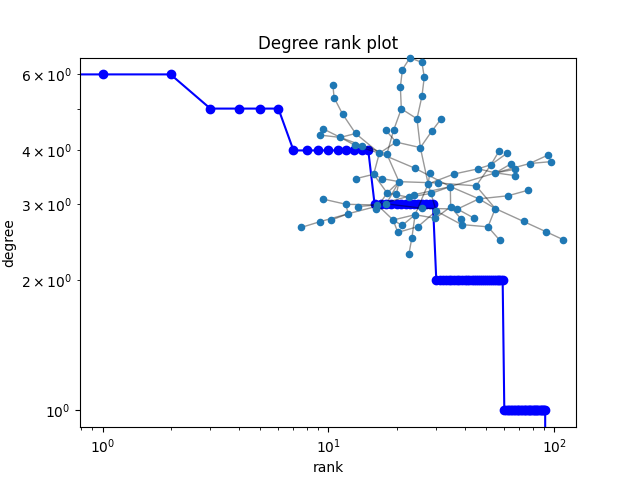 Degree rank plot
6 × 10⁰
4 × 10⁰
3 × 10⁰
2 × 10⁰
10⁰
degree
10⁰ 10¹ 10²
rank